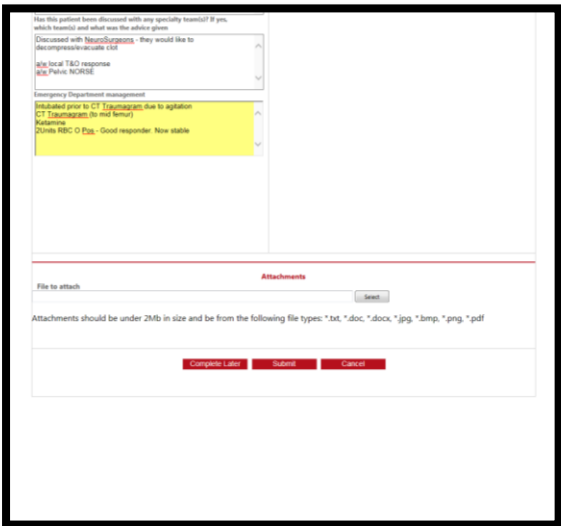 Has this patient been discussed with any specialty team(s)? If yes,
which team(s) and what was the advice given
Discussed with NeuroSurgeons - they would like to
decompress/evacuate clot
a/w local T&O response
a/w Pelvic NORSE
Emergency Department management
Intubated prior to CT Traumagram due to agitation
CT Traumagram (to mid femur)
Ketamine
2Units RBC O Pos - Good responder. Now stable
Attachments
File to attach
Select
Attachments should be under 2Mb in size and be from the following file types: *.txt, *.doc, *.docx, *.jpg, *.bmp, *.png, *.pdf
Complete Later
Submit
Cancel